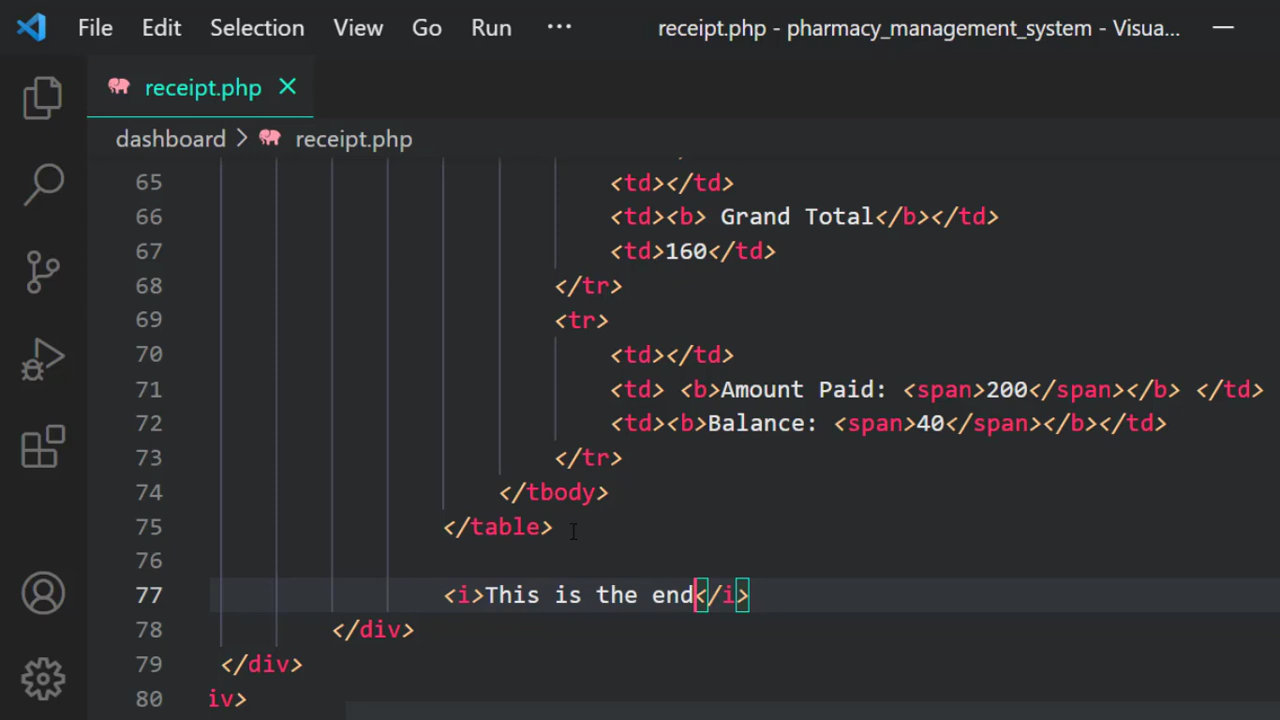 File Edit Selection View Go Run ··· receipt.php - pharmacy_management_system - Visua...
receipt.php
dashboard > receipt.php
65 <td></td>
66 <td><b> Grand Total</b></td>
67 <td>160</td>
68 </tr>
69 <tr>
70 <td></td>
71 <td> <b>Amount Paid: <span>200</span></b> </td>
72 <td><b>Balance: <span>40</span></b></td>
73 </tr>
74 </tbody>
75 </table>
76
77 <i>This is the end</i>
78 </div>
79 </div>
80 iv>